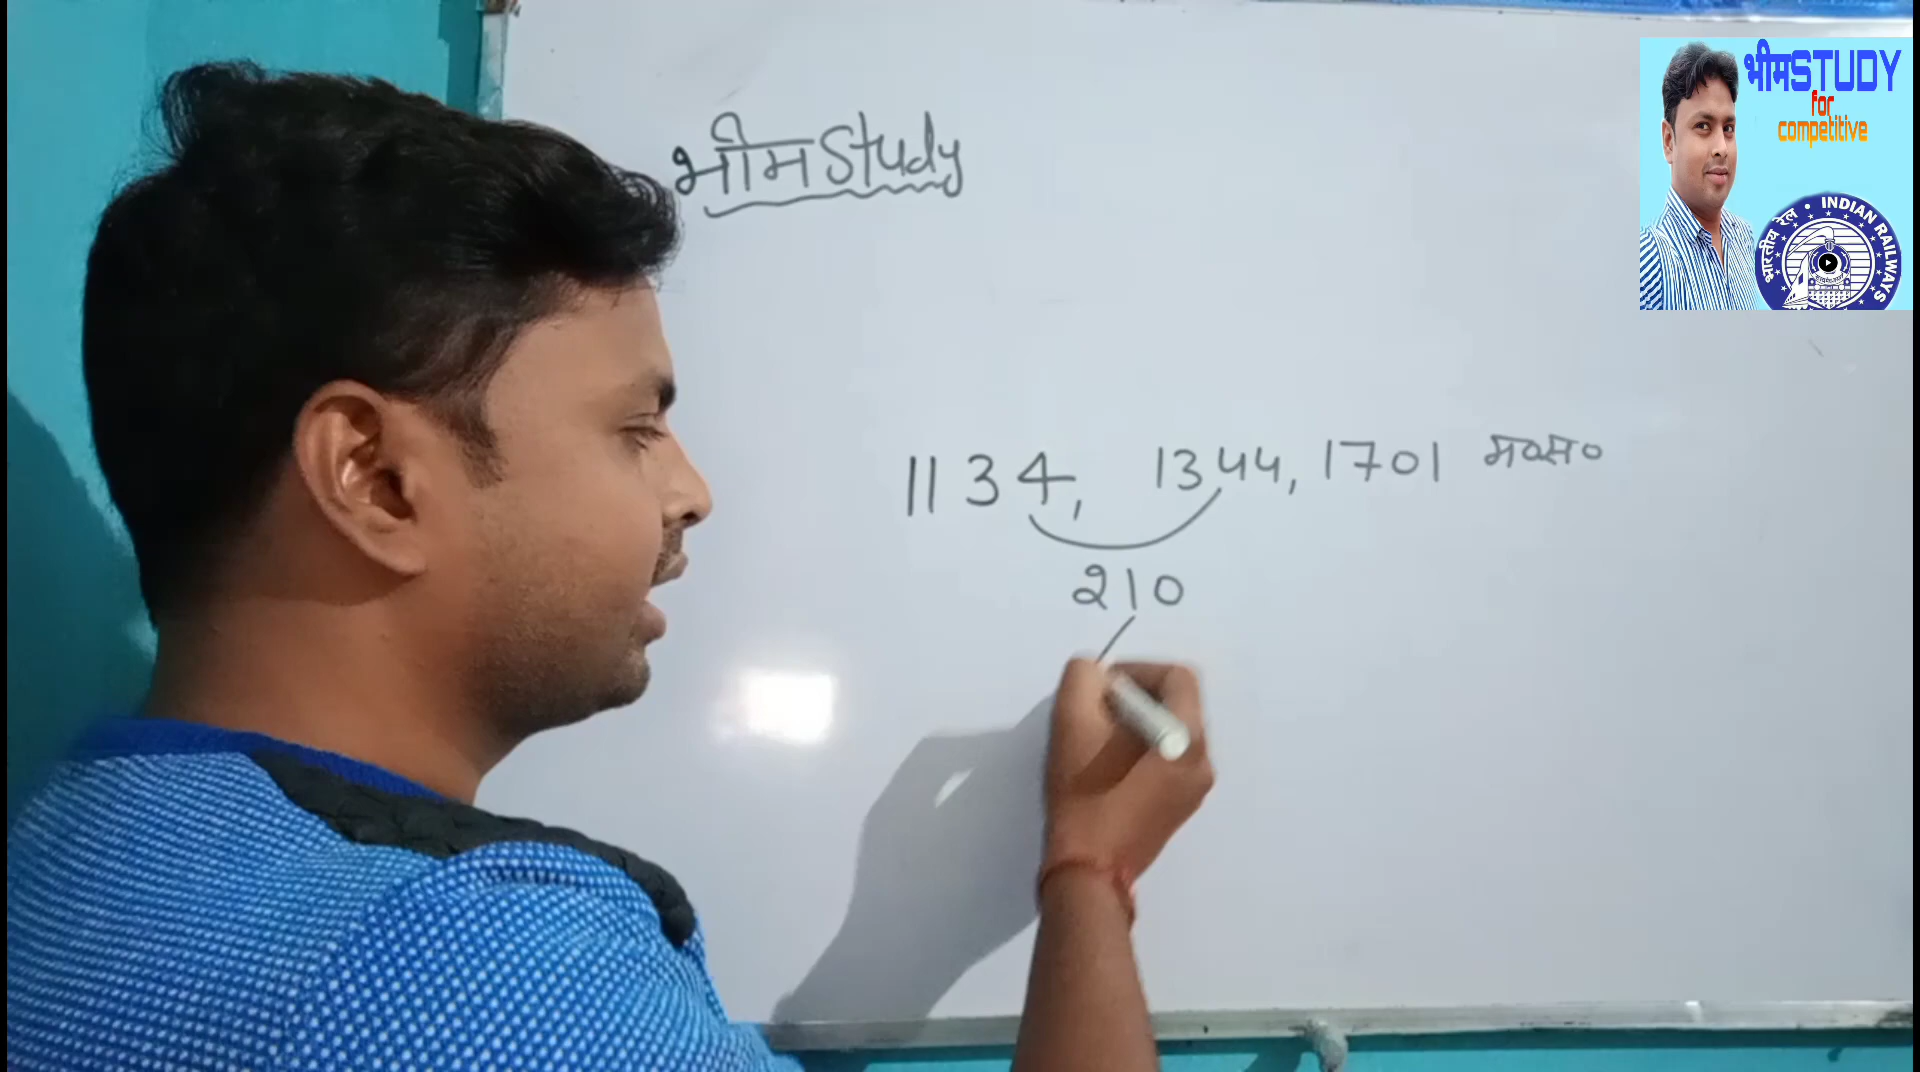 भीमStudy
भीमSTUDY
for
competitive
भारतीय रेल • INDIAN RAILWAYS
1134, 1344, 1701 म०स०
210